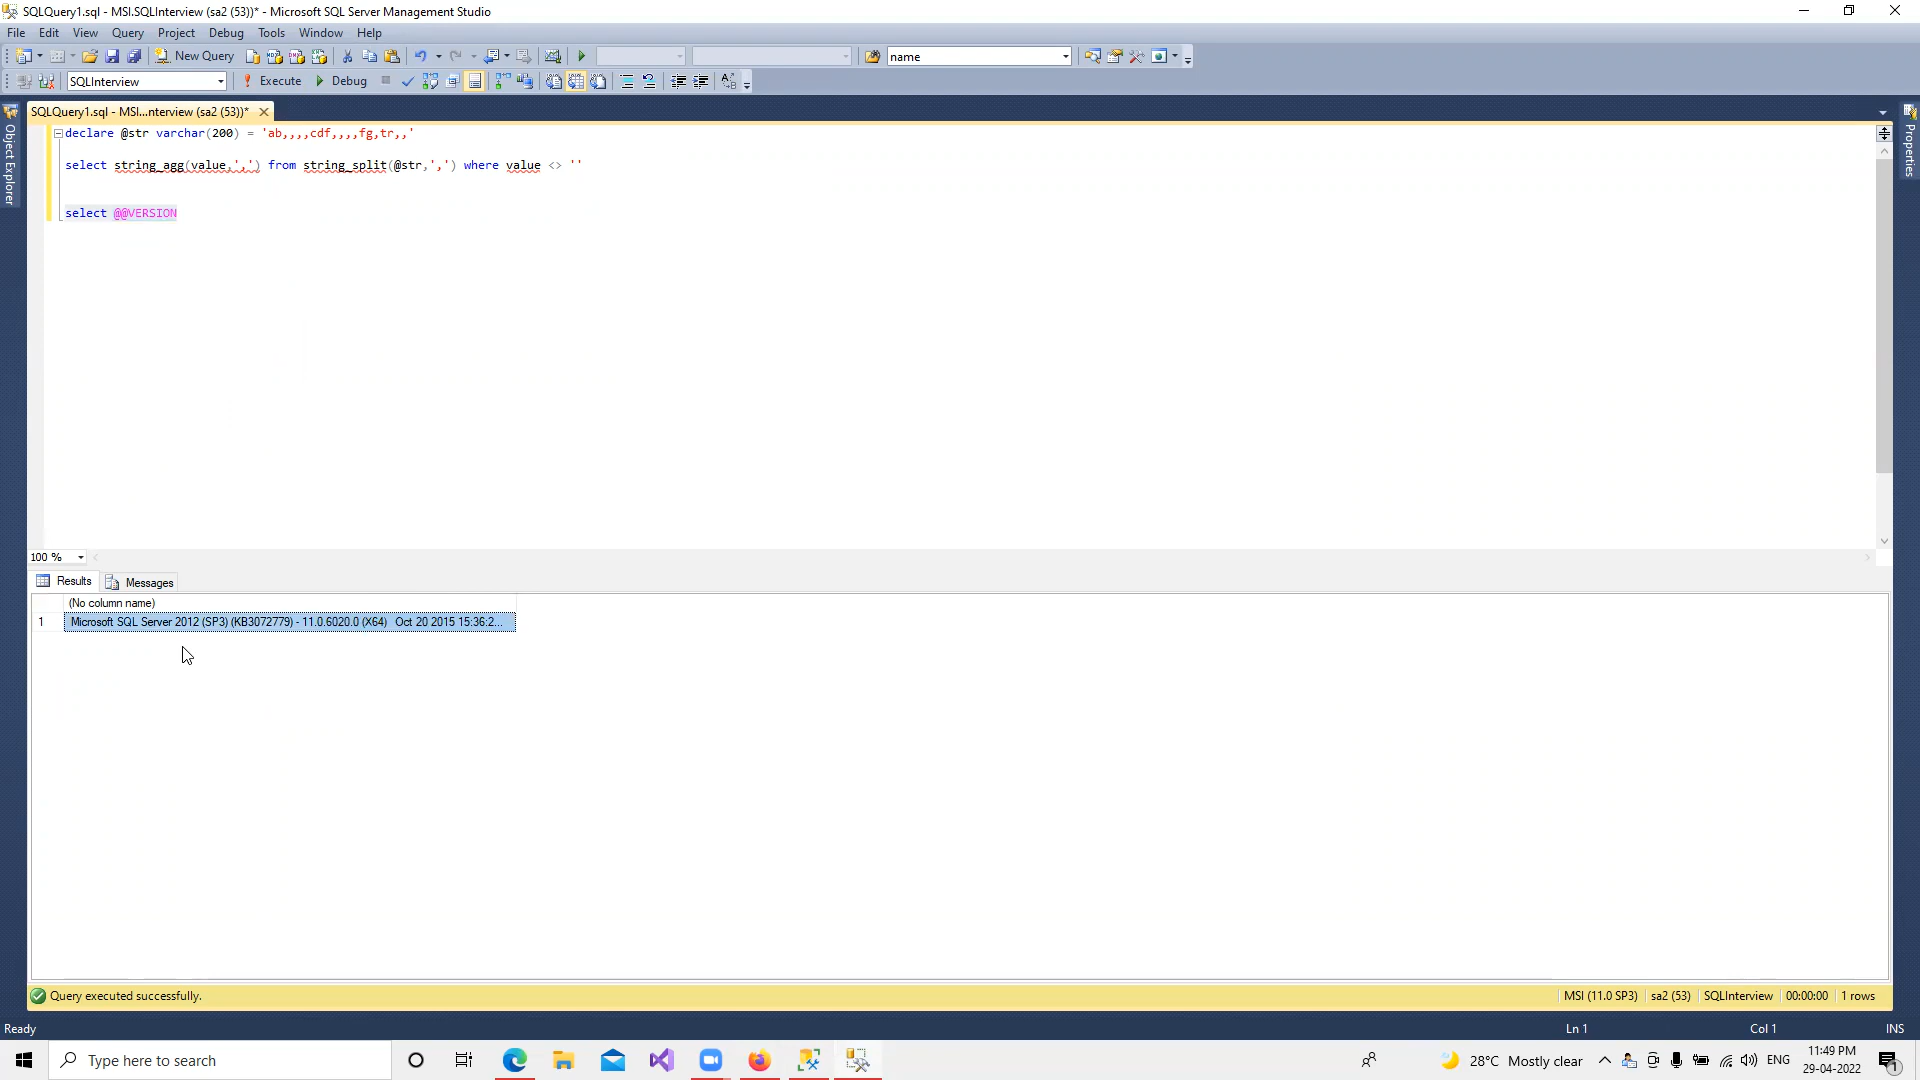 SQLQuery1.sql - MSI.SQLInterview (sa2 (53))* - Microsoft SQL Server Management Studio
File Edit View Query Project Debug Tools Window Help
New Query name
SQLInterview Execute Debug
SQLQuery1.sql - MSI...nterview (sa2 (53))*
Object Explorer
Properties
declare @str varchar(200) = 'ab,,,,cdf,,,,fg,tr,,'
select string_agg(value,',') from string_split(@str,',') where value <> ''
select @@VERSION
100 %
Results Messages
(No column name)
1 Microsoft SQL Server 2012 (SP3) (KB3072779) - 11.0.6020.0 (X64) Oct 20 2015 15:36:2...
Query executed successfully. MSI (11.0 SP3) sa2 (53) SQLInterview 00:00:00 1 rows
Ready Ln 1 Col 1 INS
Type here to search 28°C Mostly clear ENG 11:49 PM
29-04-2022 1